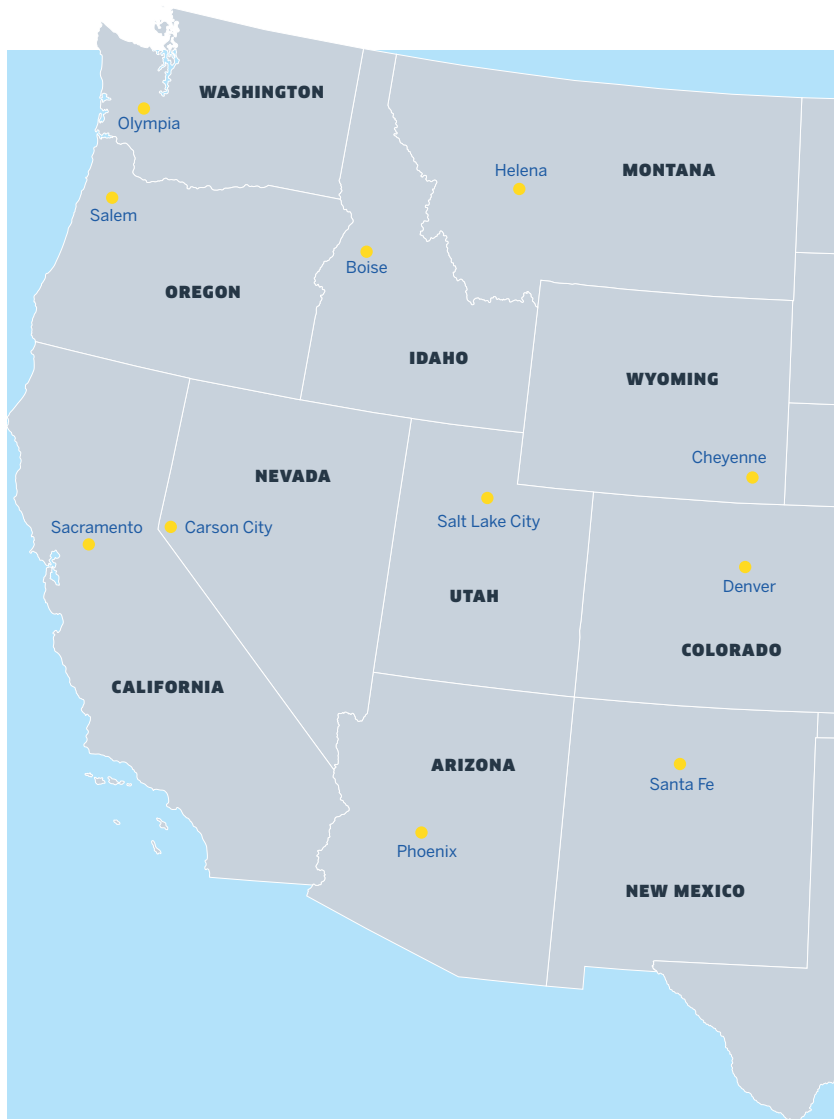 WASHINGTON
Olympia
Helena
MONTANA
Salem
Boise
OREGON
IDAHO
WYOMING
Cheyenne
NEVADA
Salt Lake City
Sacramento
Carson City
Denver
UTAH
COLORADO
CALIFORNIA
ARIZONA
Santa Fe
Phoenix
NEW MEXICO